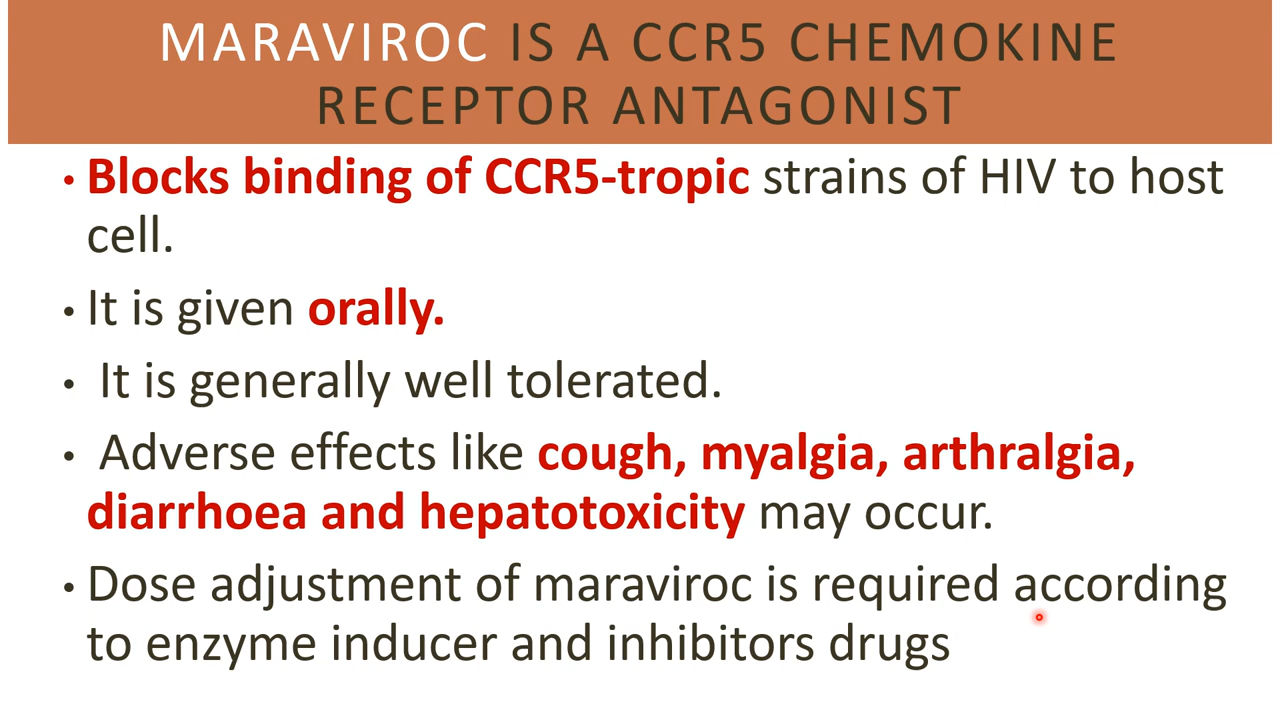 MARAVIROC IS A CCR5 CHEMOKINE
RECEPTOR ANTAGONIST
• Blocks binding of CCR5-tropic strains of HIV to host
cell.
• It is given orally.
• It is generally well tolerated.
• Adverse effects like cough, myalgia, arthralgia,
diarrhoea and hepatotoxicity may occur.
• Dose adjustment of maraviroc is required according
to enzyme inducer and inhibitors drugs